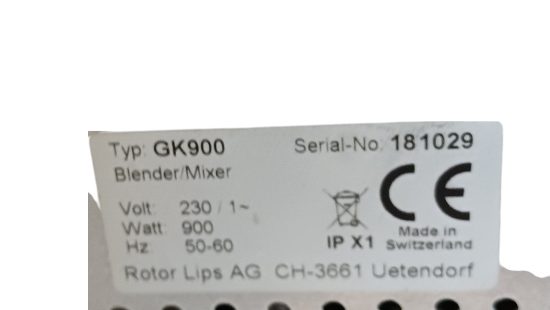 Typ: GK900 Serial-No: 181029
Blender/Mixer
Volt: 230 / 1~
Watt: 900
Hz: 50-60
CE
IP X1 Made in
Switzerland
Rotor Lips AG CH-3661 Uetendorf